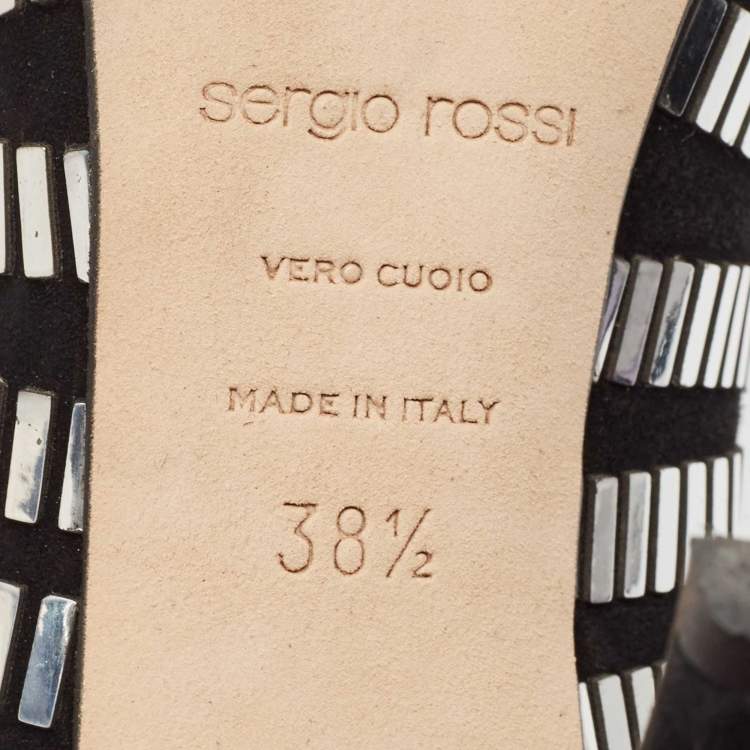 sergio rossi
VERO CUOIO
MADE IN ITALY
38½